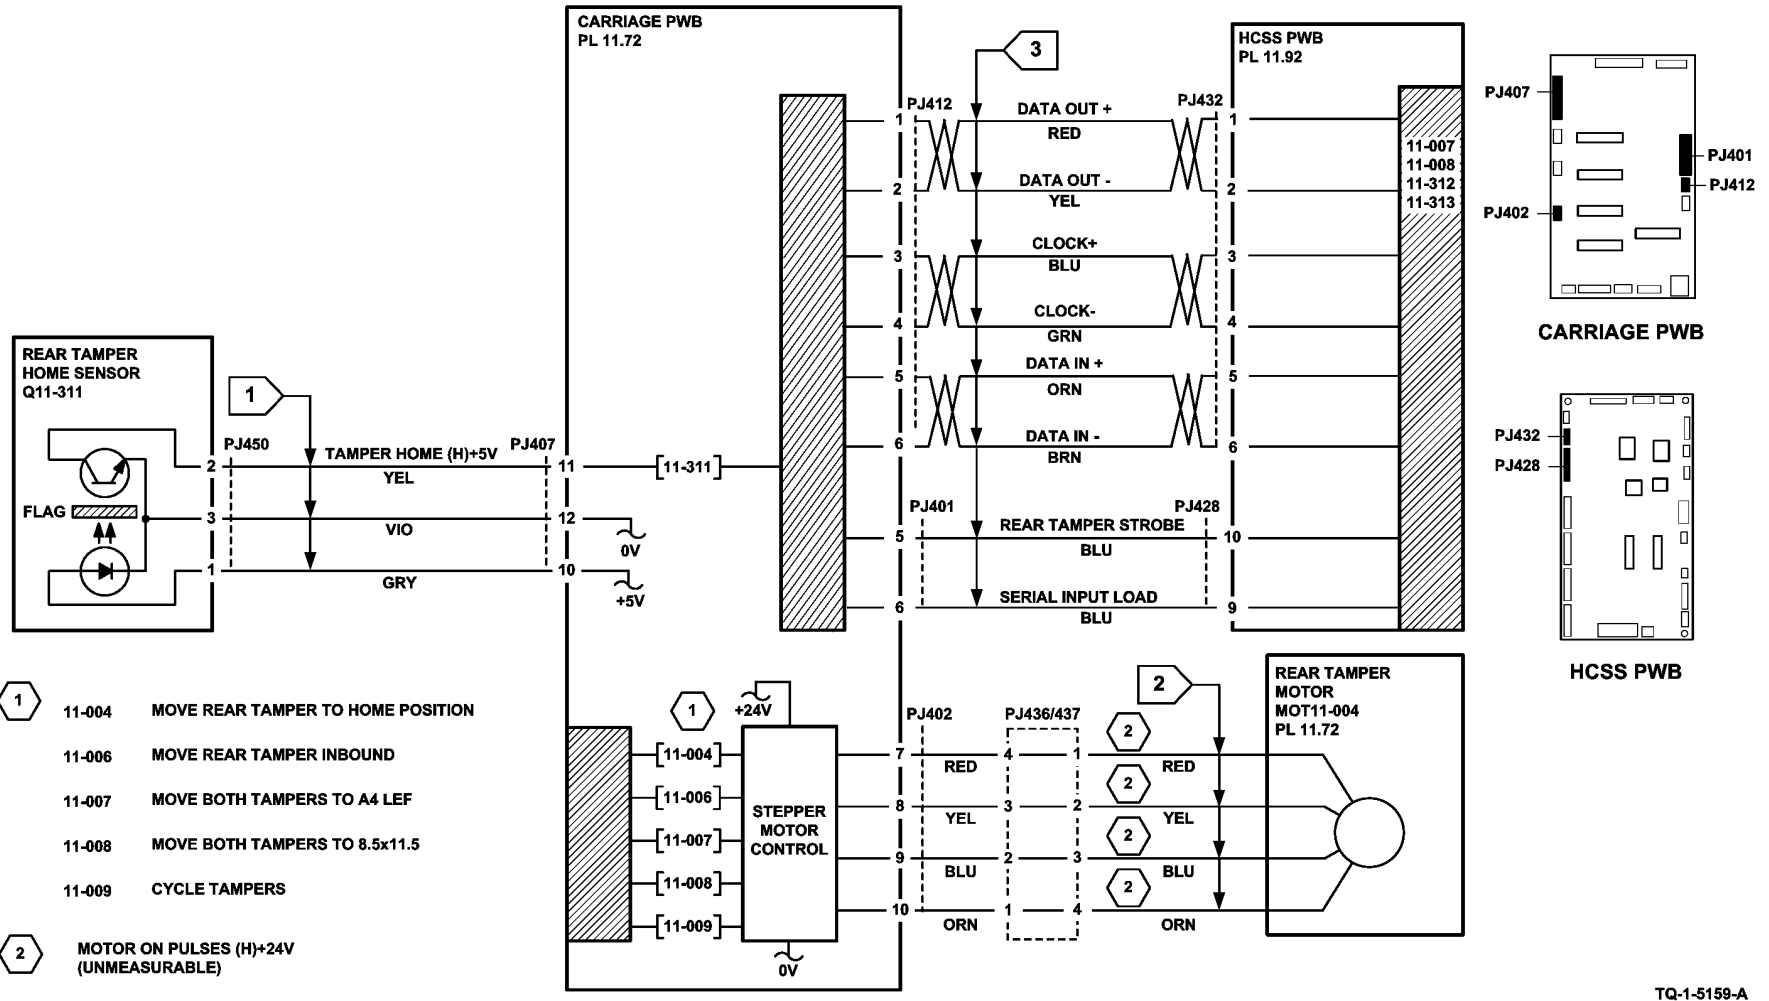 CARRIAGE PWB
PL 11.72
3
HCSS PWB
PL 11.92
PJ407
PJ401
PJ412
PJ402
CARRIAGE PWB
PJ432
PJ428
HCSS PWB
PJ412
PJ432
1
DATA OUT +
RED
1
2
DATA OUT -
YEL
2
11-007
11-008
11-312
11-313
3
CLOCK+
BLU
3
4
CLOCK-
GRN
4
5
DATA IN +
ORN
5
6
DATA IN -
BRN
6
PJ401
PJ428
5
REAR TAMPER STROBE
BLU
10
6
SERIAL INPUT LOAD
BLU
9
REAR TAMPER
HOME SENSOR
Q11-311
FLAG
1
PJ450
PJ407
2
TAMPER HOME (H)+5V
YEL
11
[11-311]
3
VIO
12
0V
1
GRY
10
+5V
1
11-004 MOVE REAR TAMPER TO HOME POSITION
11-006 MOVE REAR TAMPER INBOUND
11-007 MOVE BOTH TAMPERS TO A4 LEF
11-008 MOVE BOTH TAMPERS TO 8.5x11.5
11-009 CYCLE TAMPERS
2
MOTOR ON PULSES (H)+24V
(UNMEASURABLE)
1
+24V
[11-004]
[11-006]
[11-007]
[11-008]
[11-009]
STEPPER
MOTOR
CONTROL
0V
PJ402
PJ436/437
2
REAR TAMPER
MOTOR
MOT11-004
PL 11.72
7
RED
4
1
2
RED
8
YEL
3
2
2
YEL
9
BLU
2
3
2
BLU
10
ORN
1
4
2
ORN
TQ-1-5159-A